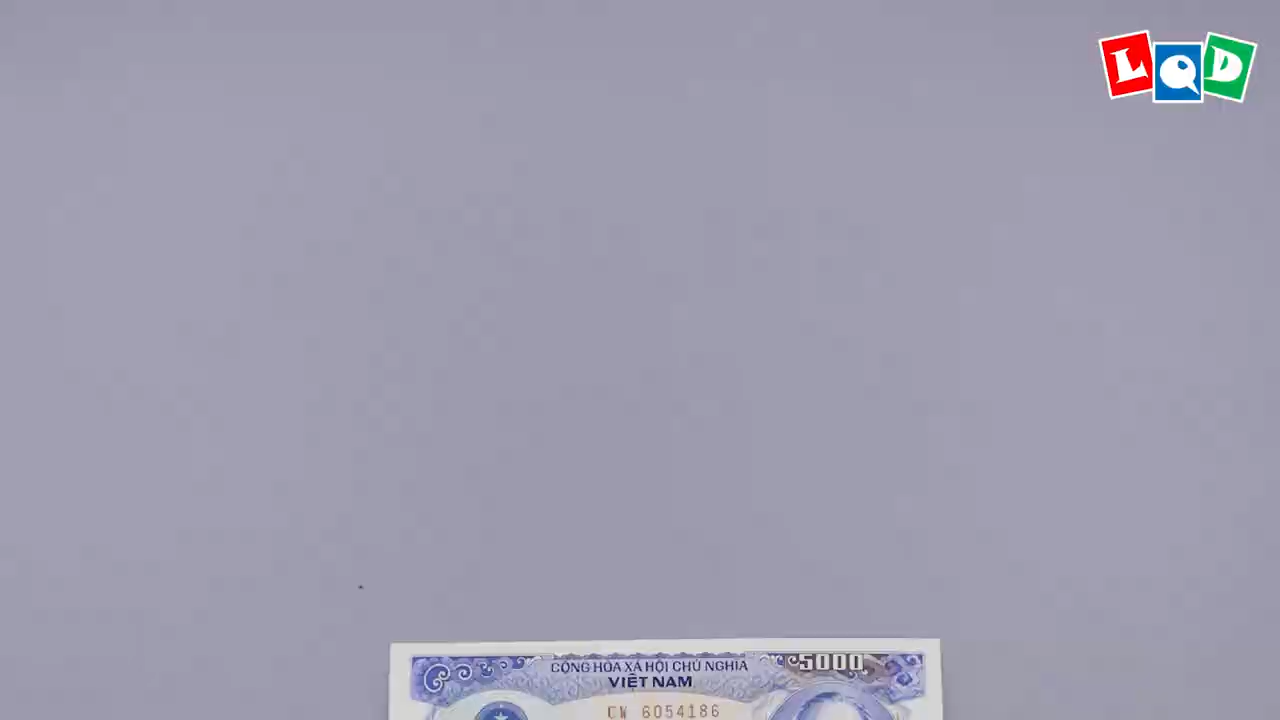 LQD
CỘNG HÒA XÃ HỘI CHỦ NGHĨA
5000
VIỆT NAM
CW 6054186